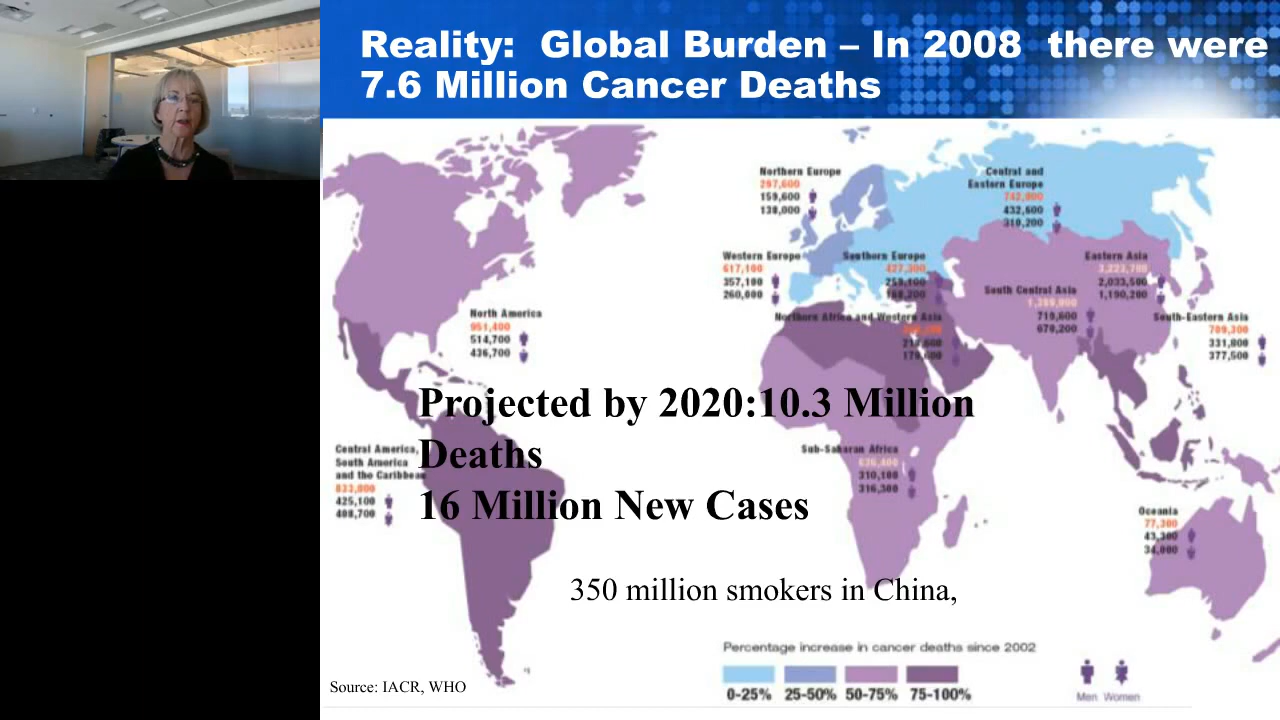 Reality:  Global Burden – In 2008  there were
7.6 Million Cancer Deaths
Northern Europe
297,600
159,600
138,000
Central and
Eastern Europe
742,800
432,600
310,200
Western Europe
617,100
357,100
260,000
Southern Europe
427,300
259,100
168,200
Eastern Asia
2,033,500
1,190,200
South Central Asia
719,600
670,200
South-Eastern Asia
709,300
331,800
377,500
Northern Africa and Western Asia
North America
951,400
514,700
436,700
Projected by 2020:10.3 Million
Deaths
16 Million New Cases
Central America,
South America
and the Caribbean
833,800
425,100
408,700
Sub-Saharan Africa
310,100
316,300
Oceania
77,300
43,300
34,000
350 million smokers in China,
Percentage increase in cancer deaths since 2002
0-25% 25-50% 50-75% 75-100%
Men Women
Source: IACR, WHO